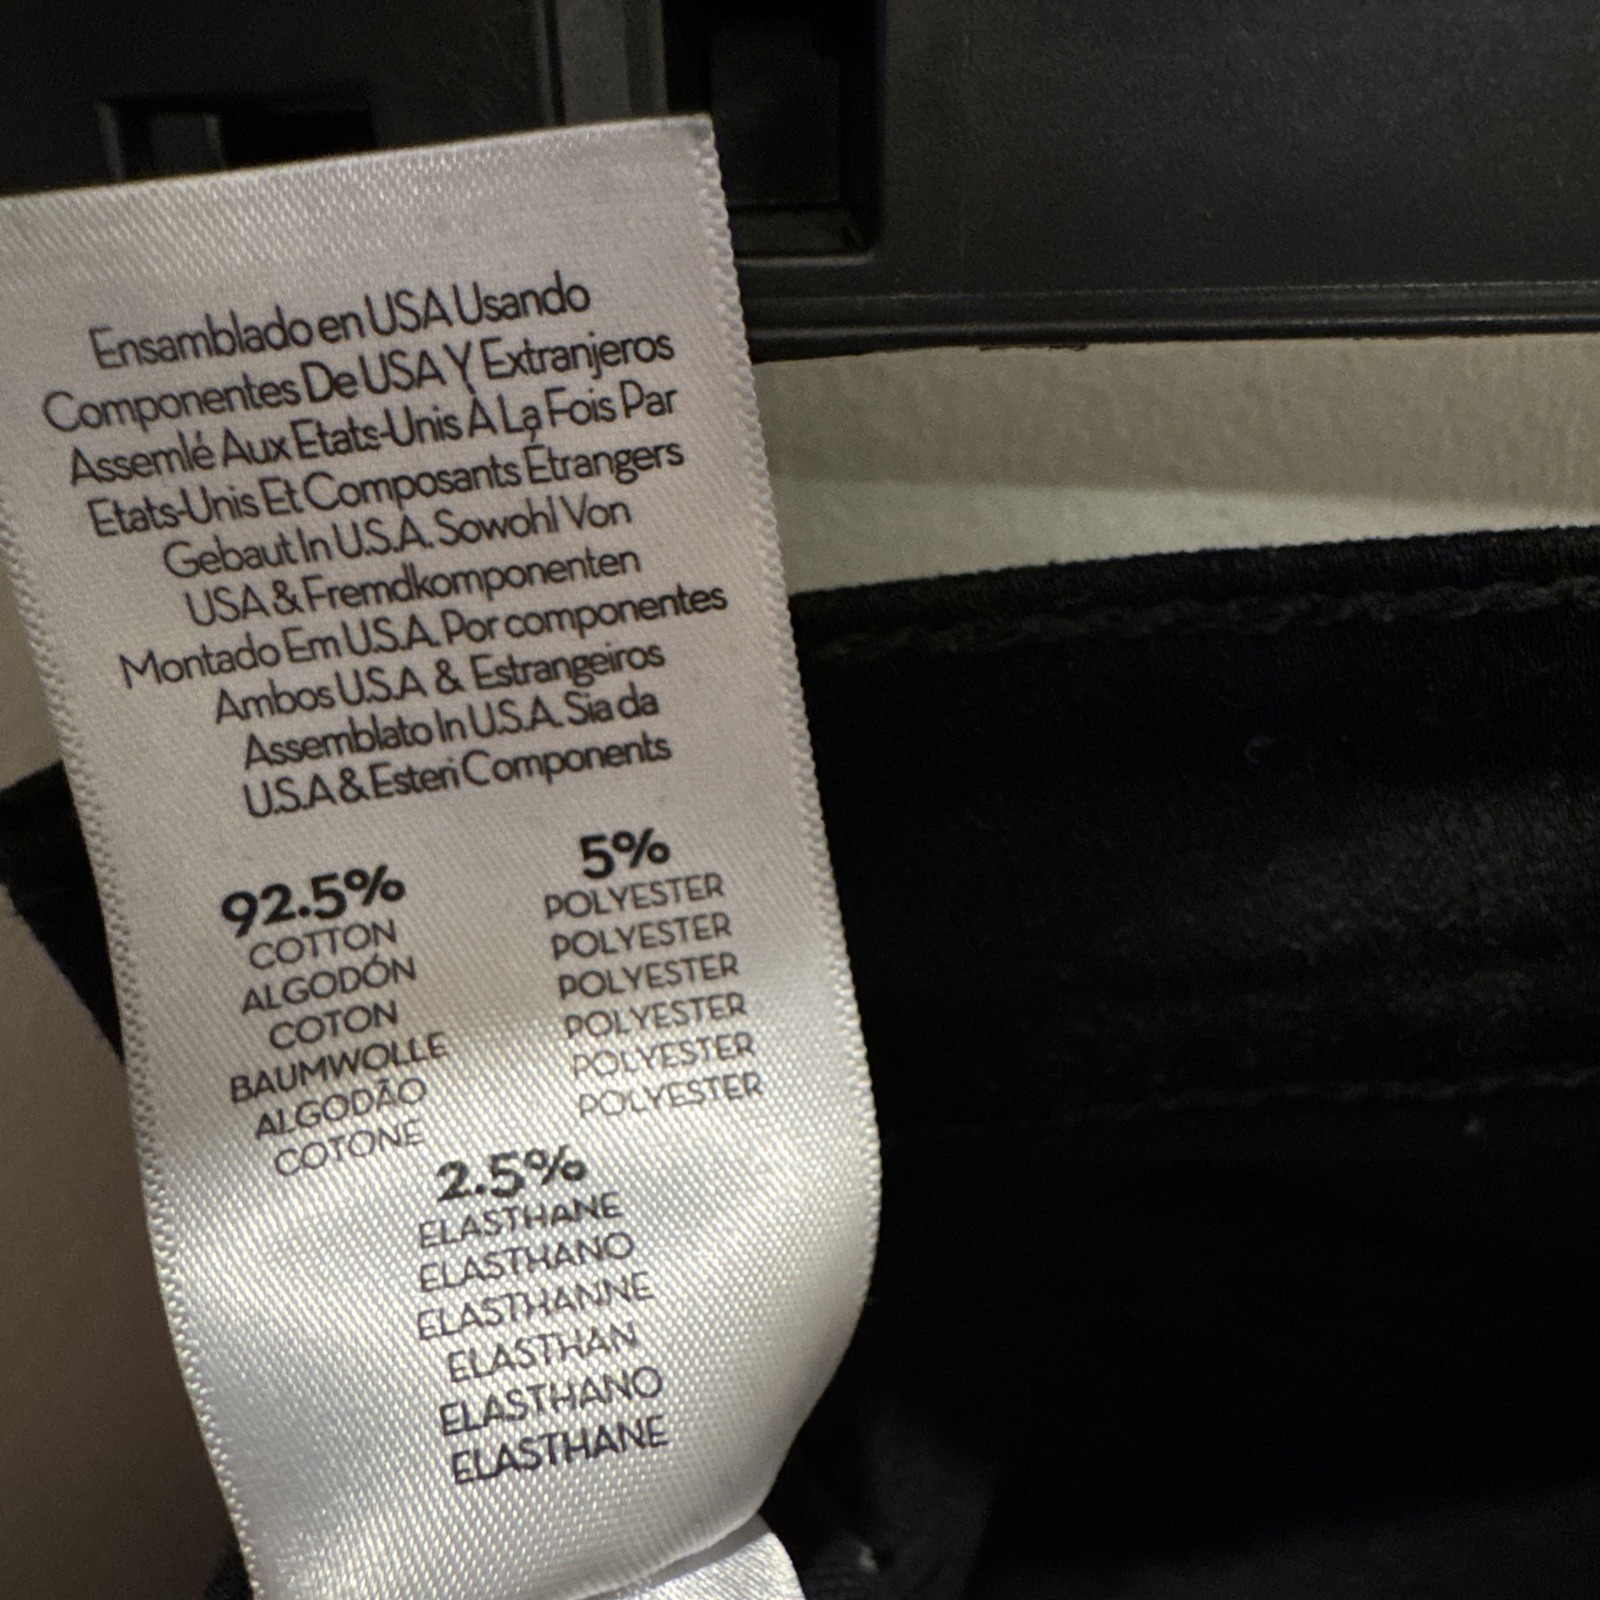 Ensamblado en USA Usando
Componentes De USA Y Extranjeros
Assemlé Aux Etats-Unis À La Fois Par
Etats-Unis Et Composants Étrangers
Gebaut In U.S.A. Sowohl Von
USA & Fremdkomponenten
Montado Em U.S.A. Por componentes
Ambos U.S.A & Estrangeiros
Assemblato In U.S.A. Sia da
U.S.A & Esteri Components
92.5%
COTTON
ALGODÓN
COTON
BAUMWOLLE
ALGODÃO
COTONE
5%
POLYESTER
POLYESTER
POLYESTER
POLYESTER
POLYESTER
POLYESTER
2.5%
ELASTHANE
ELASTHANO
ELASTHANNE
ELASTHAN
ELASTHANO
ELASTHANE